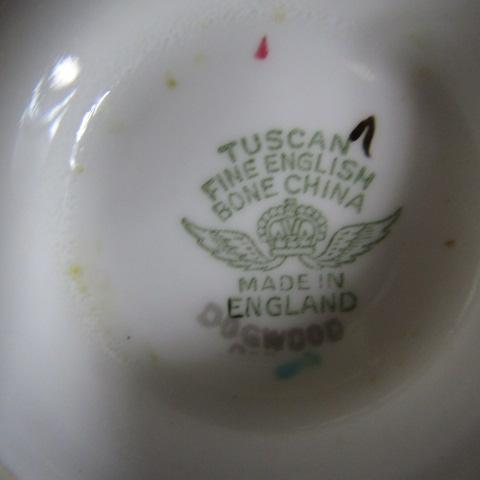 TUSCAN
FINE ENGLISH
BONE CHINA
MADE IN
ENGLAND
DOGWOOD